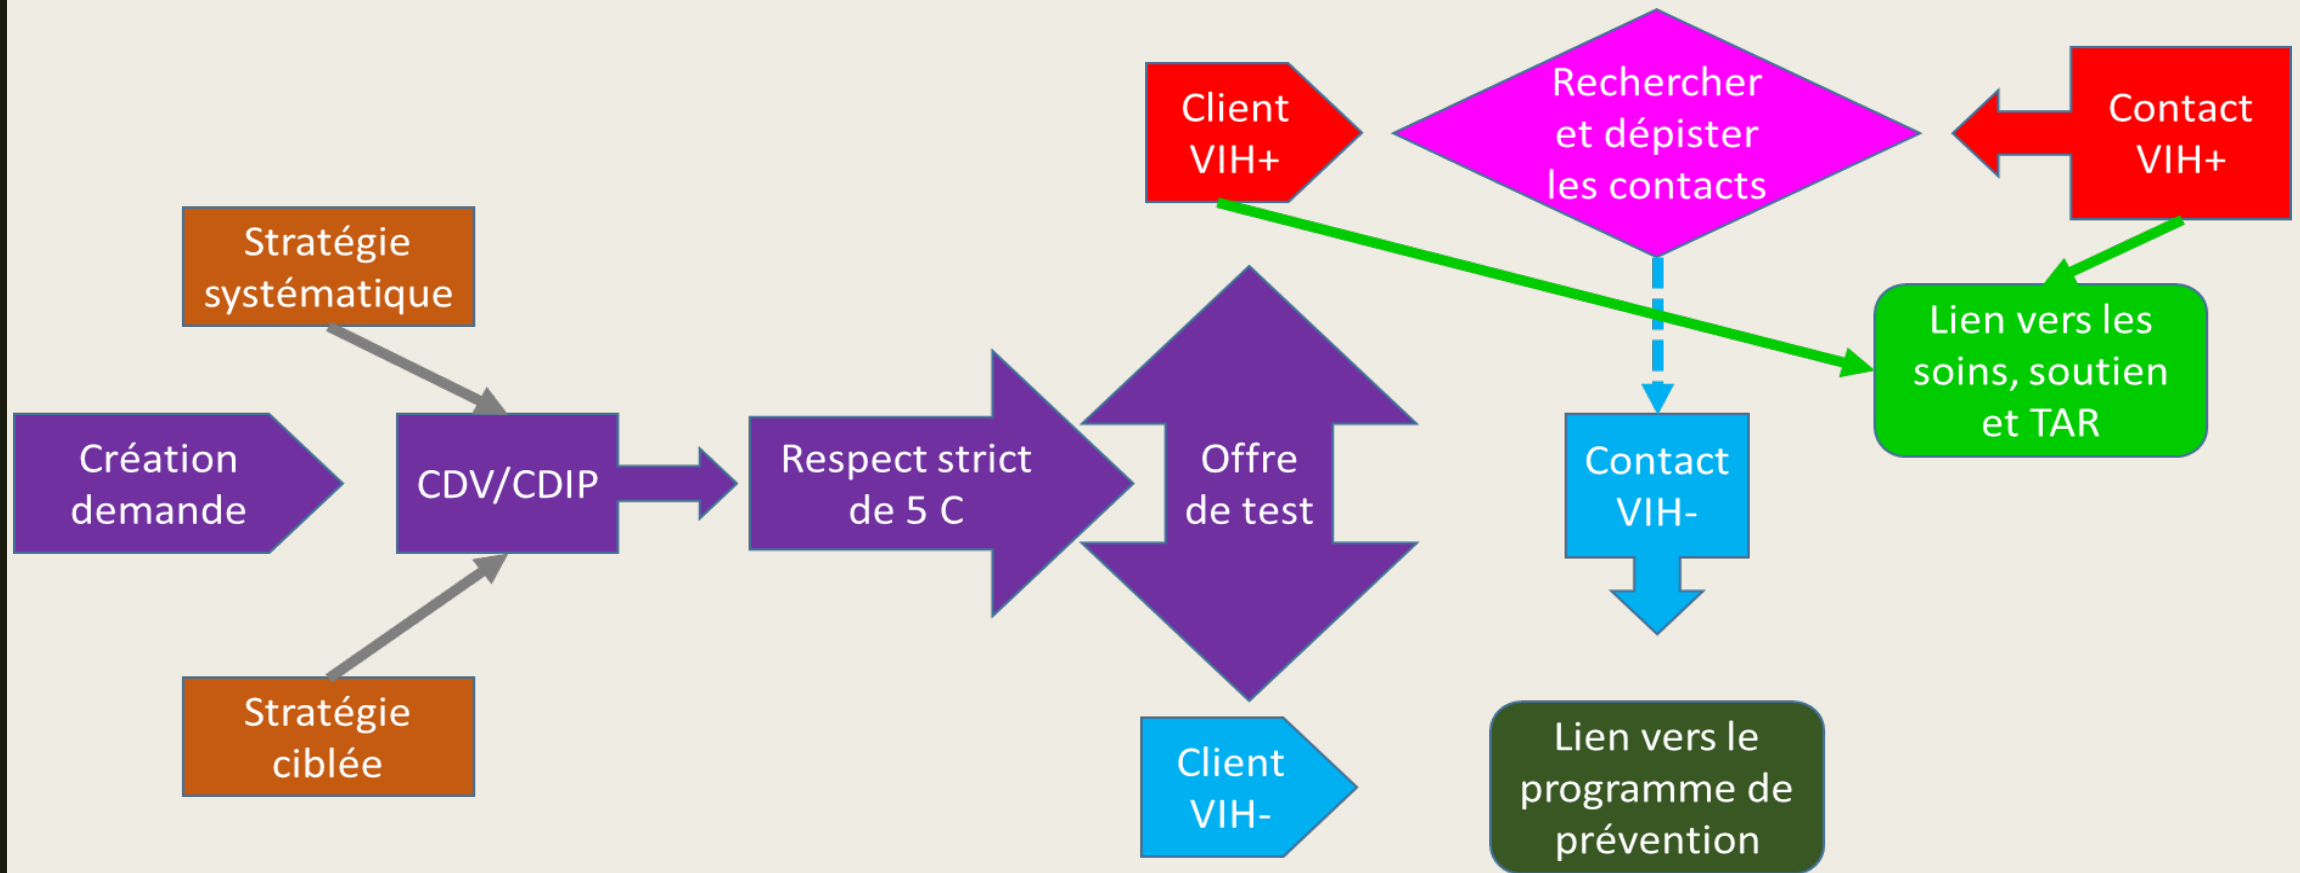 Stratégie
systématique
Création
demande
CDV/CDIP
Stratégie
ciblée
Respect strict
de 5 C
Offre
de test
Client
VIH+
Rechercher
et dépister
les contacts
Contact
VIH+
Lien vers les
soins, soutien
et TAR
Contact
VIH-
Client
VIH-
Lien vers le
programme de
prévention